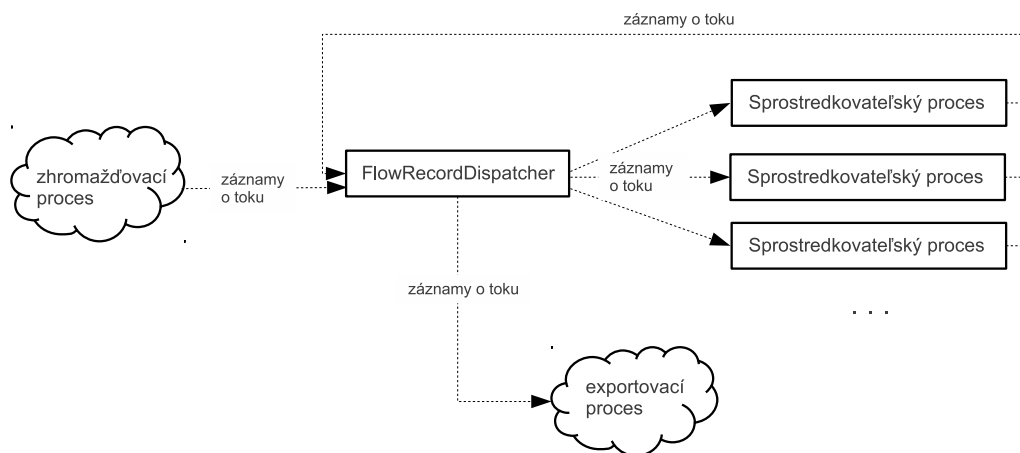 záznamy o toku
Sprostredkovateľský proces
zhromažďovací
proces
záznamy
o toku
FlowRecordDispatcher
záznamy
o toku
Sprostredkovateľský proces
Sprostredkovateľský proces
záznamy o toku
. . .
exportovací
proces